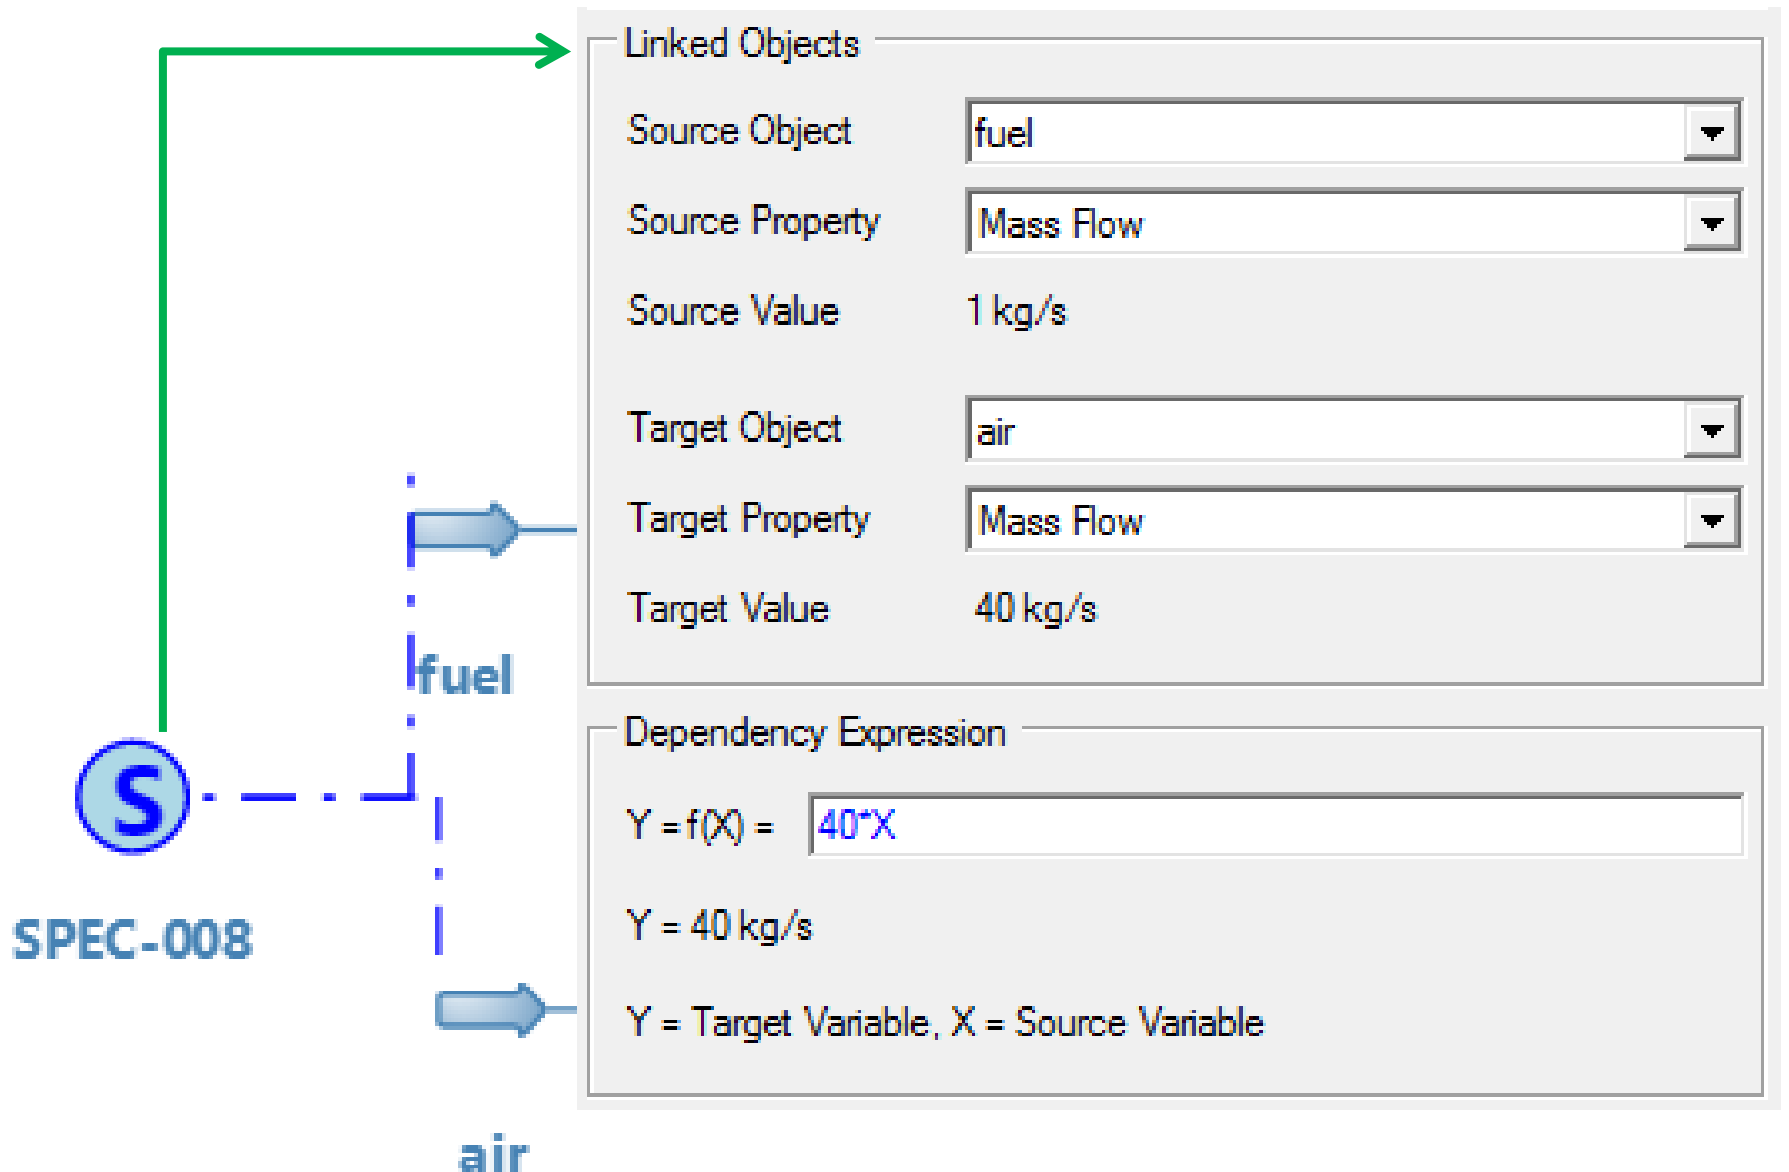 Linked Objects
Source Object fuel
Source Property Mass Flow
Source Value 1 kg/s
Target Object air
Target Property Mass Flow
Target Value 40 kg/s
fuel
Dependency Expression
Y = f(X) = 40*X
S
Y = 40 kg/s
SPEC-008
Y = Target Variable, X = Source Variable
air